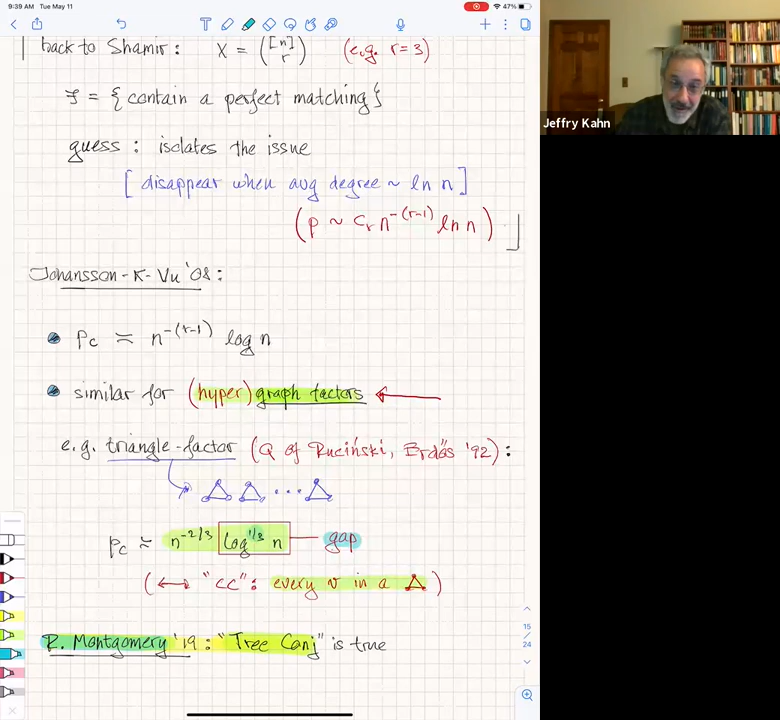 9:39 AM Tue May 11
47%
back to Shamir : X = ([n] r) (e.g. r = 3)
F = { contain a perfect matching }
guess : isolates the issue
[ disappear when avg degree ~ ln n ]
( p ~ C_r n^{-(r-1)} ln n ) ]
Johansson-K-Vu '08 :
• p_c ≍ n^{-(r-1)} log n
• similar for (hyper) graph factors
e.g. triangle-factor (Q of Ruciński, Erdős '92) :
△ △ ... △
p_c ≍ n^{-2/3} log^{1/3} n — gap
( ↔ "cc" : every v in a △ )
R. Montgomery '19 : "Tree Conj" is true
15
/
24
Jeffry Kahn